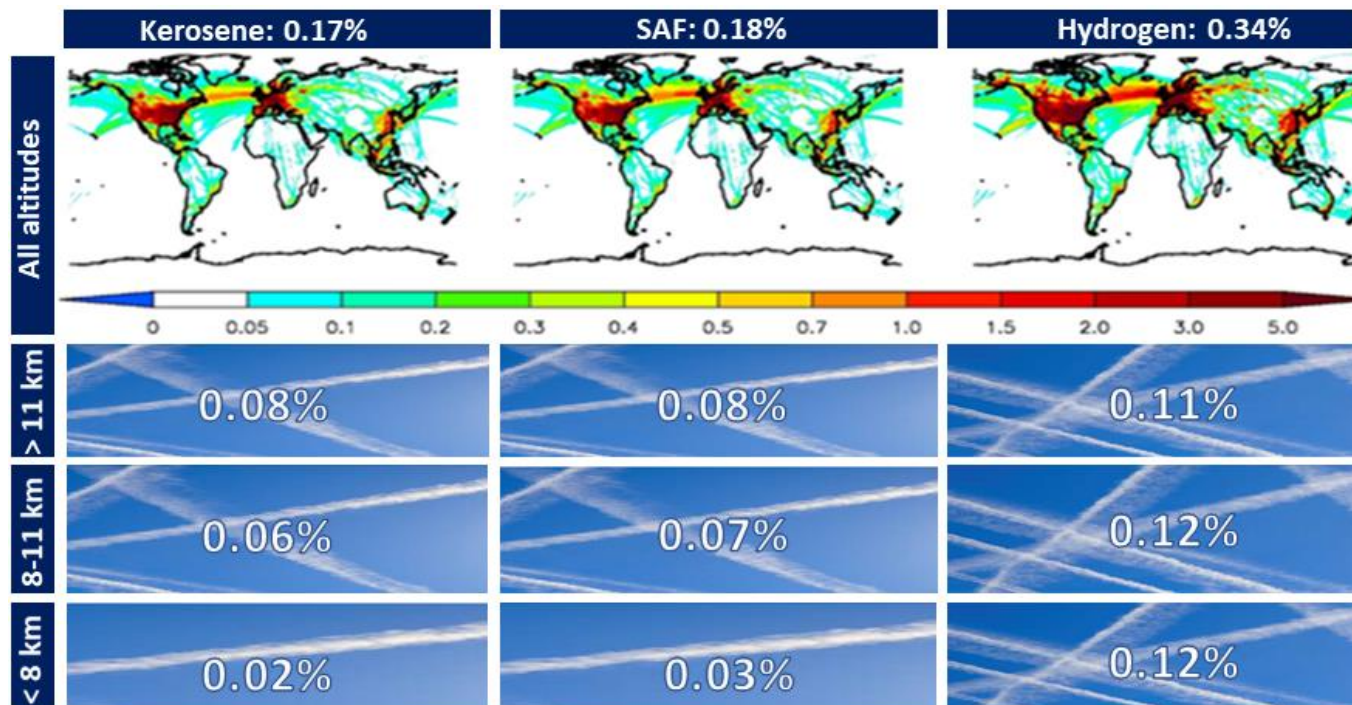 Kerosene: 0.17% SAF: 0.18% Hydrogen: 0.34%
All altitudes
0 0.05 0.1 0.2 0.3 0.4 0.5 0.7 1.0 1.5 2.0 3.0 5.0
> 11 km 0.08% 0.08% 0.11%
8-11 km 0.06% 0.07% 0.12%
< 8 km 0.02% 0.03% 0.12%